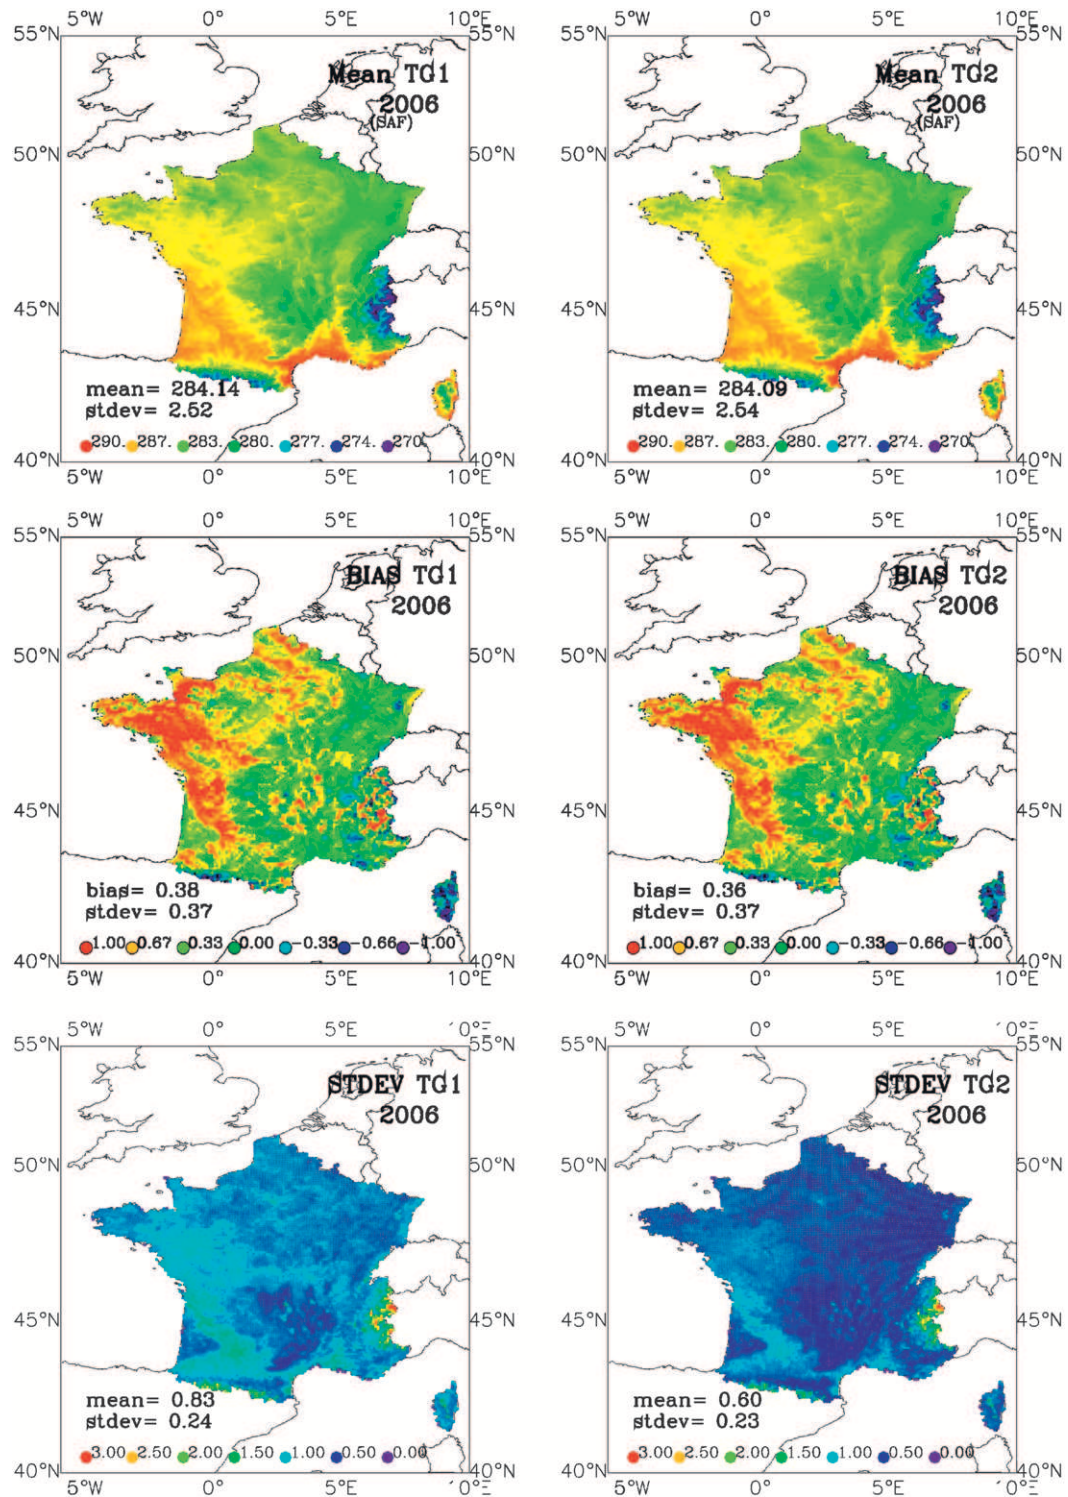 5°W 0° 5°E 10°E
55°N 55°N
Mean TG1
2006
(SAF)
50°N 50°N
45°N 45°N
mean= 284.14
stdev= 2.52
290. 287. 283. 280. 277. 274. 270
40°N 40°N
5°W 0° 5°E 10°E
5°W 0° 5°E 10°E
55°N 55°N
Mean TG2
2006
(SAF)
50°N 50°N
45°N 45°N
mean= 284.09
stdev= 2.54
290. 287. 283. 280. 277. 274. 270
40°N 40°N
5°W 0° 5°E 10°E
5°W 0° 5°E 10°E
55°N 55°N
BIAS TG1
2006
50°N 50°N
45°N 45°N
bias= 0.38
stdev= 0.37
1.00 0.67 0.33 0.00 −0.33 −0.66 −1.00
40°N 40°N
5°W 0° 5°E 10°E
5°W 0° 5°E 10°E
55°N 55°N
BIAS TG2
2006
50°N 50°N
45°N 45°N
bias= 0.36
stdev= 0.37
1.00 0.67 0.33 0.00 −0.33 −0.66 −1.00
40°N 40°N
5°W 0° 5°E 10°E
5°W 0° 5°E 10°E
55°N 55°N
STDEV TG1
2006
50°N 50°N
45°N 45°N
mean= 0.83
stdev= 0.24
3.00 2.50 2.00 1.50 1.00 0.50 0.00
40°N 40°N
5°W 0° 5°E 10°E
5°W 0° 5°E 10°E
55°N 55°N
STDEV TG2
2006
50°N 50°N
45°N 45°N
mean= 0.60
stdev= 0.23
3.00 2.50 2.00 1.50 1.00 0.50 0.00
40°N 40°N
5°W 0° 5°E 10°E